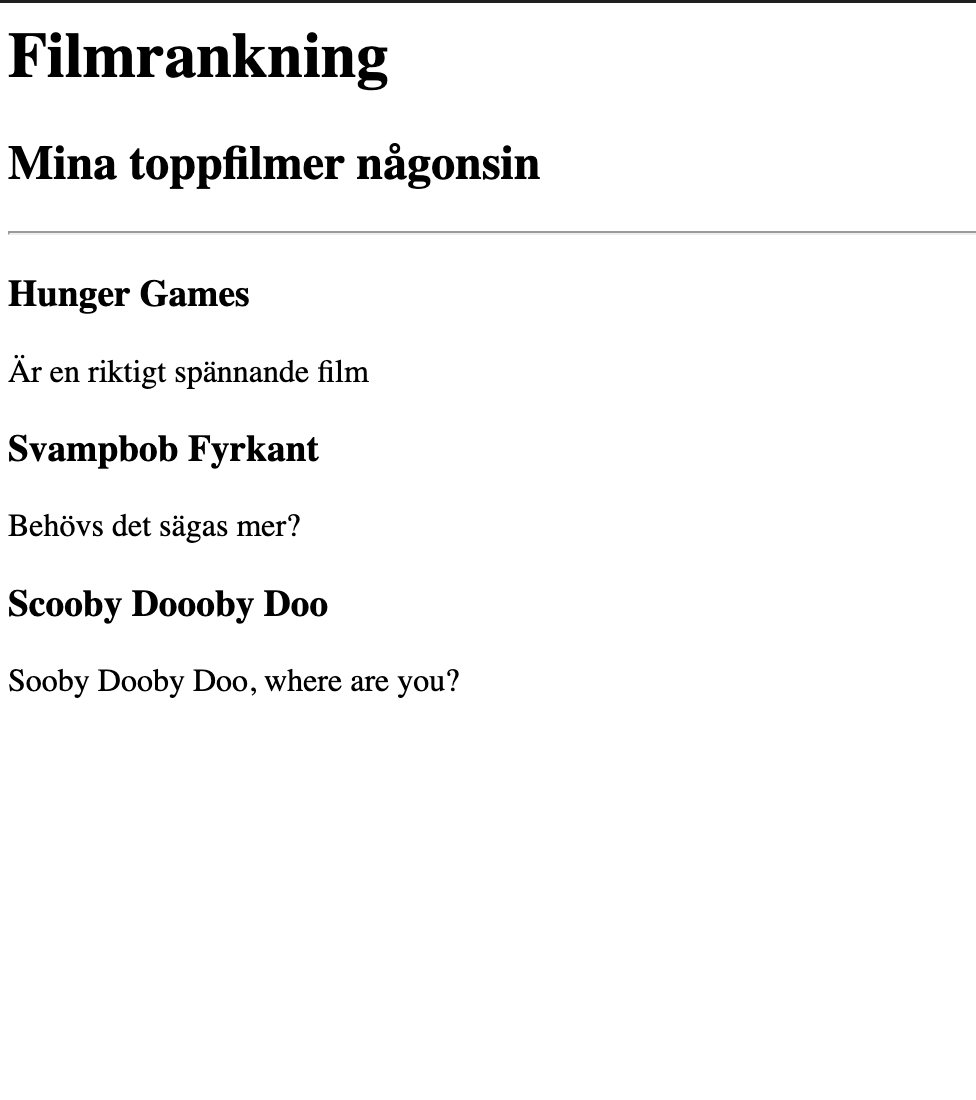 Filmrankning
Mina toppfilmer någonsin
Hunger Games
Är en riktigt spännande film
Svampbob Fyrkant
Behövs det sägas mer?
Scooby Doooby Doo
Sooby Dooby Doo, where are you?